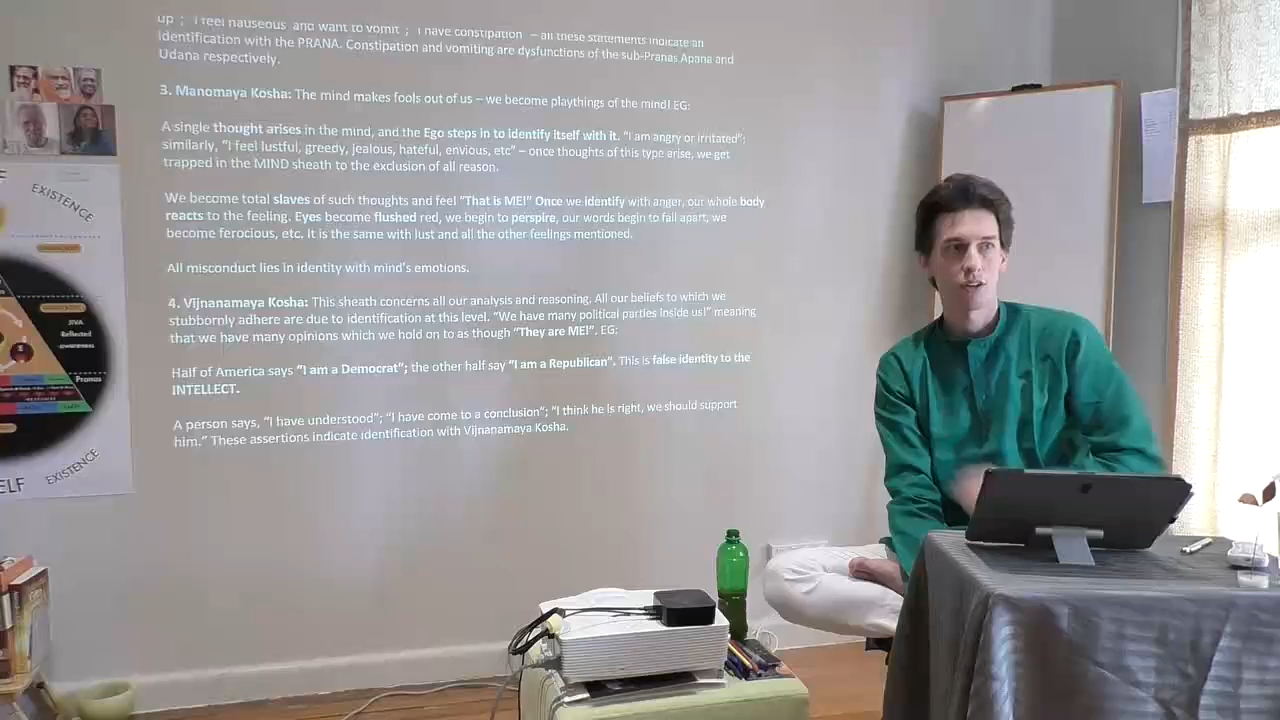 up ; I feel nauseous and want to vomit ; I have constipation – all these statements indicate an
identification with the PRANA. Constipation and vomiting are dysfunctions of the sub-Pranas Apana and
Udana respectively.
3. Manomaya Kosha: The mind makes fools out of us – we become playthings of the mind! EG:
A single thought arises in the mind, and the Ego steps in to identify itself with it. "I am angry or irritated";
similarly, "I feel lustful, greedy, jealous, hateful, envious, etc" – once thoughts of this type arise, we get
trapped in the MIND sheath to the exclusion of all reason.
We become total slaves of such thoughts and feel "That is ME!" Once we identify with anger, our whole body
reacts to the feeling. Eyes become flushed red, we begin to perspire, our words begin to fall apart, we
become ferocious, etc. It is the same with lust and all the other feelings mentioned.
All misconduct lies in identity with mind's emotions.
4. Vijnanamaya Kosha: This sheath concerns all our analysis and reasoning. All our beliefs to which we
stubbornly adhere are due to identification at this level. "We have many political parties inside us!" meaning
that we have many opinions which we hold on to as though "They are ME!". EG:
Half of America says "I am a Democrat"; the other half say "I am a Republican". This is false identity to the
INTELLECT.
A person says, "I have understood"; "I have come to a conclusion"; "I think he is right, we should support
him." These assertions indicate identification with Vijnanamaya Kosha.
EXISTENCE
JIVA
Reflected
awareness
Pranas
ELF
EXISTENCE